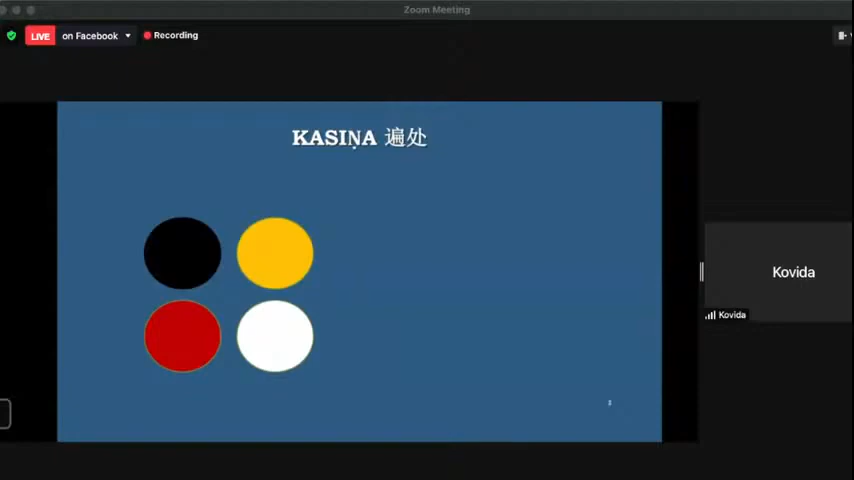 Zoom Meeting
LIVE on Facebook Recording
KASIṆA 遍处
Kovida
Kovida